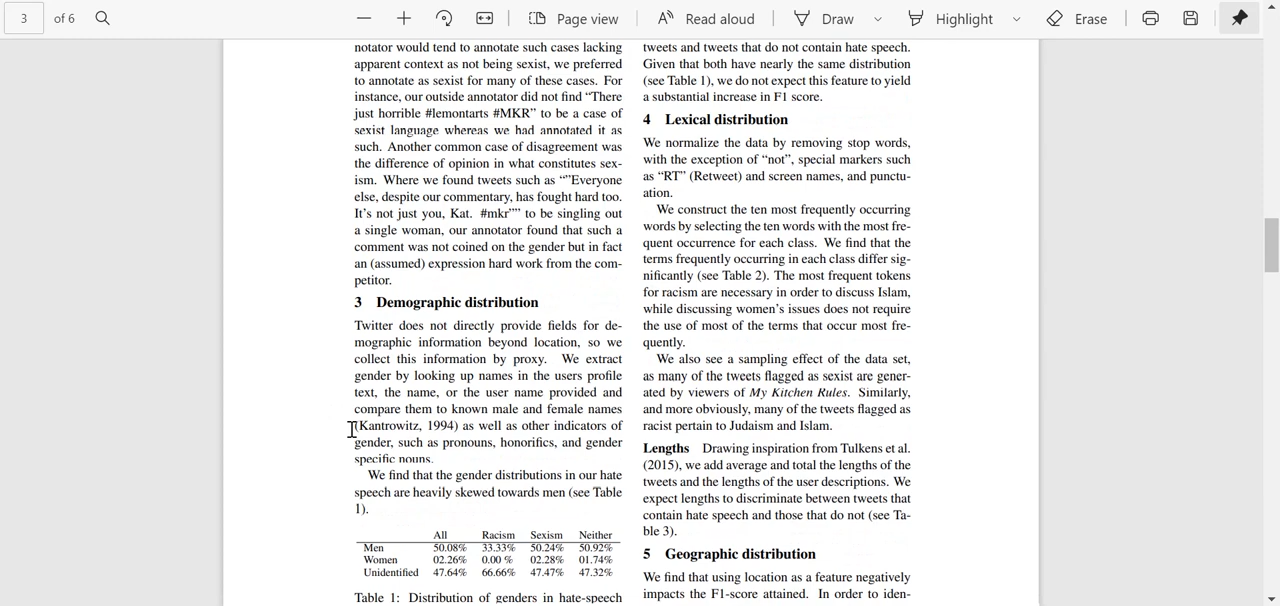 3 of 6 Page view Read aloud Draw Highlight Erase
notator would tend to annotate such cases lacking
apparent context as not being sexist, we preferred
to annotate as sexist for many of these cases. For
instance, our outside annotator did not find “There
just horrible #lemontarts #MKR” to be a case of
sexist language whereas we had annotated it as
such. Another common case of disagreement was
the difference of opinion in what constitutes sex-
ism. Where we found tweets such as “”Everyone
else, despite our commentary, has fought hard too.
It’s not just you, Kat. #mkr”” to be singling out
a single woman, our annotator found that such a
comment was not coined on the gender but in fact
an (assumed) expression hard work from the com-
petitor.
3 Demographic distribution
Twitter does not directly provide fields for de-
mographic information beyond location, so we
collect this information by proxy. We extract
gender by looking up names in the users profile
text, the name, or the user name provided and
compare them to known male and female names
(Kantrowitz, 1994) as well as other indicators of
gender, such as pronouns, honorifics, and gender
specific nouns.
We find that the gender distributions in our hate
speech are heavily skewed towards men (see Table
1).
All Racism Sexism Neither
Men 50.08% 33.33% 50.24% 50.92%
Women 02.26% 0.00 % 02.28% 01.74%
Unidentified 47.64% 66.66% 47.47% 47.32%
Table 1: Distribution of genders in hate-speech
tweets and tweets that do not contain hate speech.
Given that both have nearly the same distribution
(see Table 1), we do not expect this feature to yield
a substantial increase in F1 score.
4 Lexical distribution
We normalize the data by removing stop words,
with the exception of “not”, special markers such
as “RT” (Retweet) and screen names, and punctu-
ation.
We construct the ten most frequently occurring
words by selecting the ten words with the most fre-
quent occurrence for each class. We find that the
terms frequently occurring in each class differ sig-
nificantly (see Table 2). The most frequent tokens
for racism are necessary in order to discuss Islam,
while discussing women’s issues does not require
the use of most of the terms that occur most fre-
quently.
We also see a sampling effect of the data set,
as many of the tweets flagged as sexist are gener-
ated by viewers of My Kitchen Rules. Similarly,
and more obviously, many of the tweets flagged as
racist pertain to Judaism and Islam.
Lengths Drawing inspiration from Tulkens et al.
(2015), we add average and total the lengths of the
tweets and the lengths of the user descriptions. We
expect lengths to discriminate between tweets that
contain hate speech and those that do not (see Ta-
ble 3).
5 Geographic distribution
We find that using location as a feature negatively
impacts the F1-score attained. In order to iden-